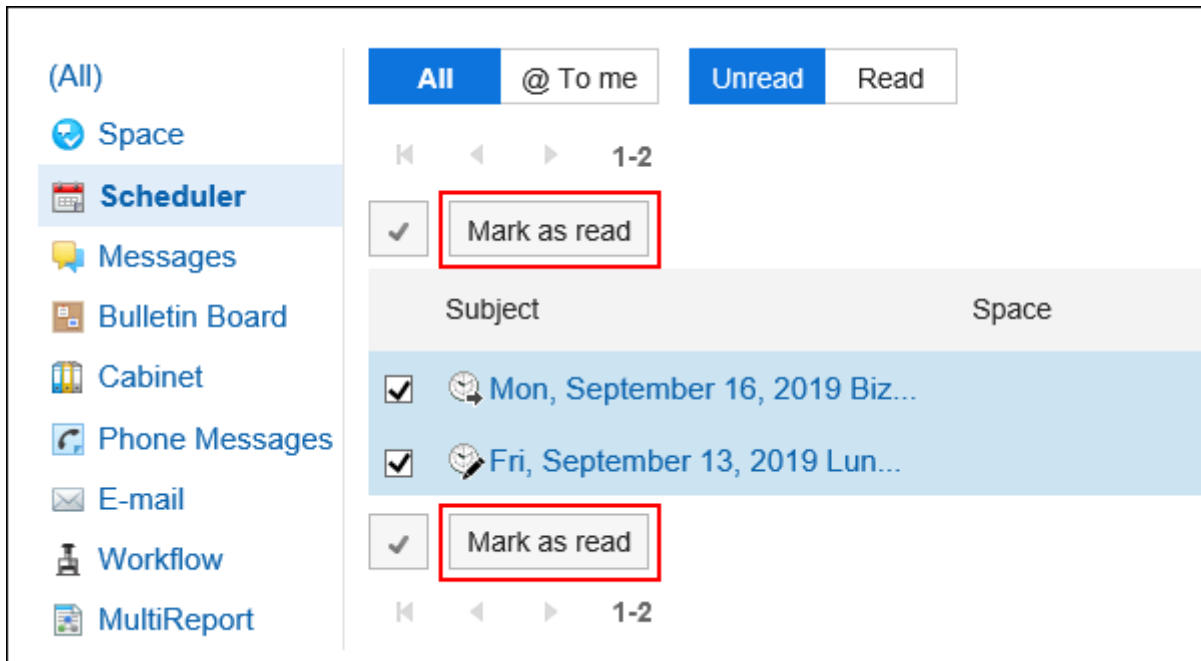 (All)
Space
Scheduler
Messages
Bulletin Board
Cabinet
Phone Messages
E-mail
Workflow
MultiReport
All @ To me Unread Read
1-2
Mark as read
Subject Space
Mon, September 16, 2019 Biz...
Fri, September 13, 2019 Lun...
Mark as read
1-2